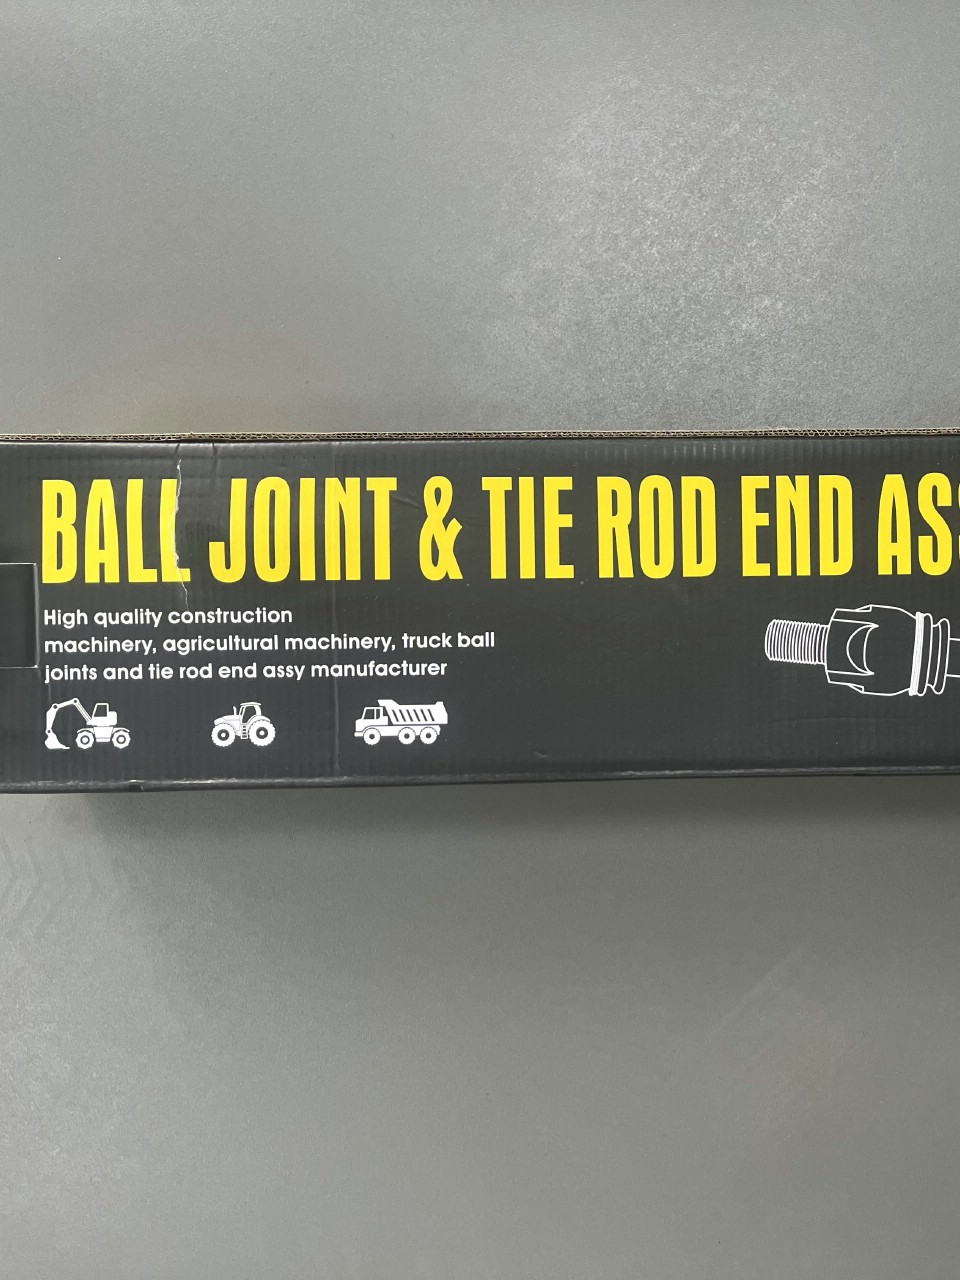 BALL JOINT & TIE ROD END
High quality construction
machinery, agricultural machinery, truck ball
joints and tie rod end assy manufacturer